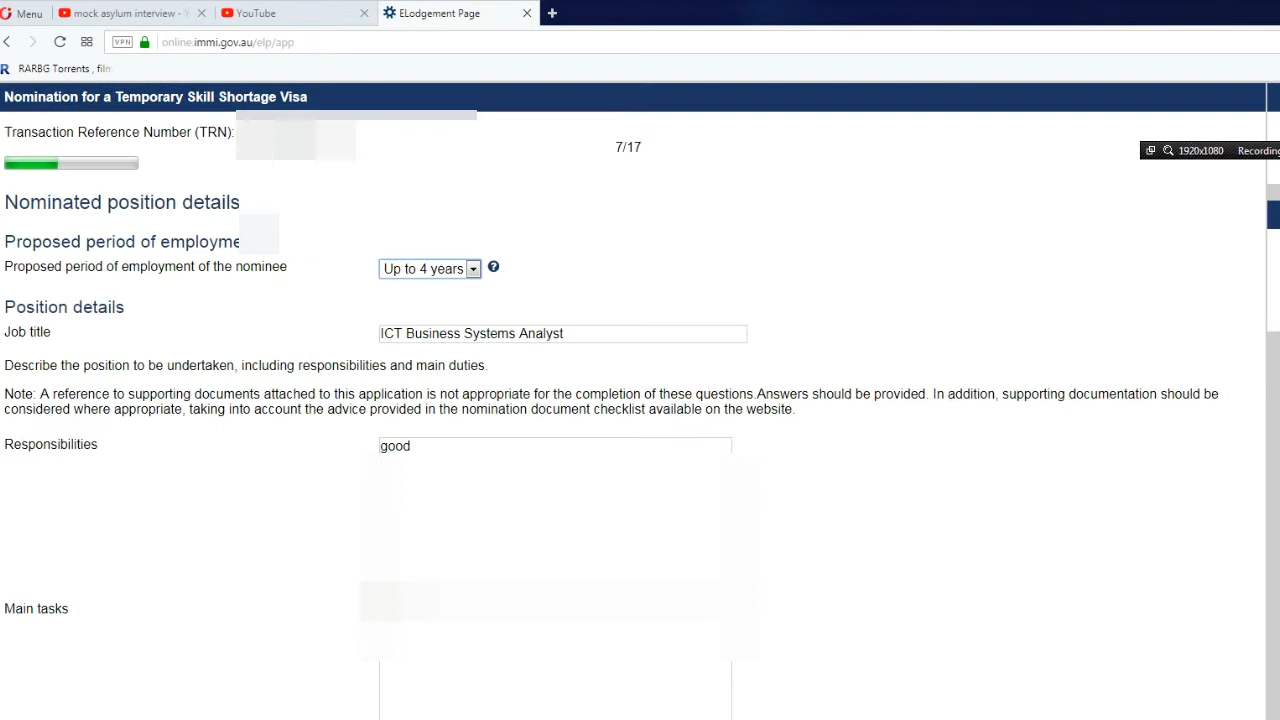 Menu
mock asylum interview - Y
YouTube
ELodgement Page
VPN
online.immi.gov.au/elp/app
R RARBG Torrents , film
Nomination for a Temporary Skill Shortage Visa
Transaction Reference Number (TRN):
7/17
1920x1080 Recording
Nominated position details
Proposed period of employme
Proposed period of employment of the nominee
Up to 4 years
?
Position details
Job title
ICT Business Systems Analyst
Describe the position to be undertaken, including responsibilities and main duties.
Note: A reference to supporting documents attached to this application is not appropriate for the completion of these questions.Answers should be provided. In addition, supporting documentation should be
considered where appropriate, taking into account the advice provided in the nomination document checklist available on the website.
Responsibilities
good
Main tasks